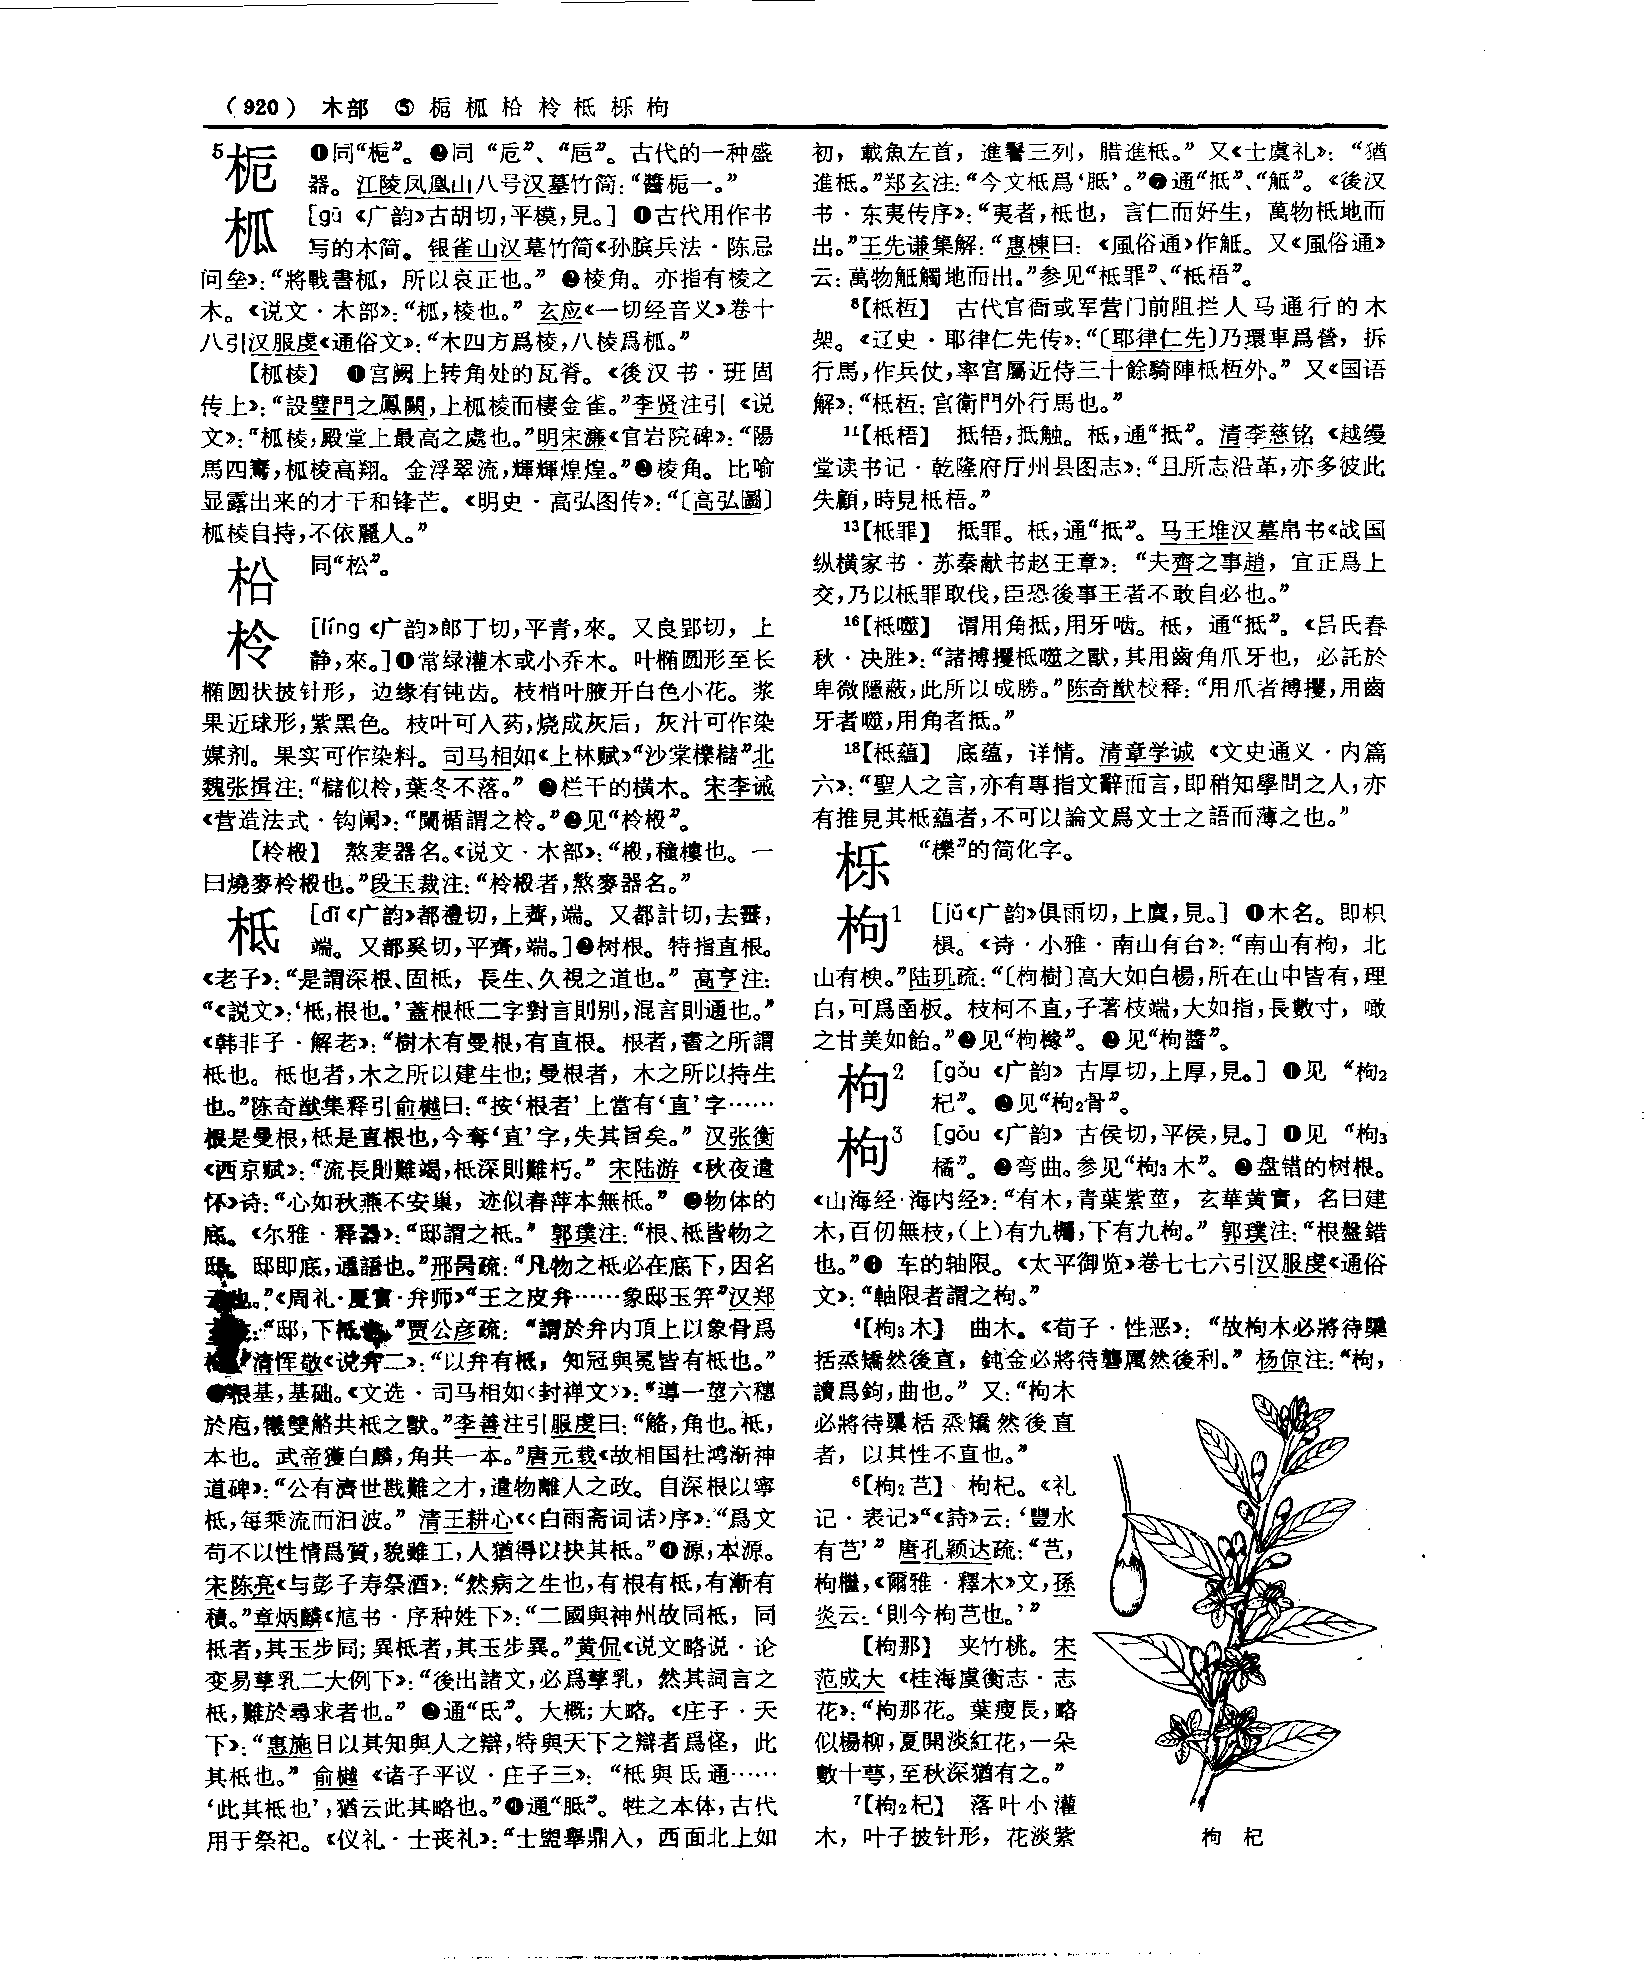 （920） 木部 ⑤ 栀柧枱柃柢栎枸
5栀 ❶同“梔”。❷同 “卮”、“巵”。古代的一种盛
器。江陵凤凰山八号汉墓竹简：“醬栀一。”
柧 [gū 《广韵》古胡切，平模，見。] ❶古代用作书
写的木简。银雀山汉墓竹简《孙膑兵法·陈忌
问垒》：“將戰書柧，所以哀正也。” ❷棱角。亦指有棱之
木。《说文·木部》：“柧，棱也。” 玄应《一切经音义》卷十
八引汉服虔《通俗文》：“木四方爲棱，八棱爲柧。”
【柧棱】 ❶宫阙上转角处的瓦脊。《後汉书·班固
传上》：“設璧門之鳳闕，上柧棱而棲金雀。”李贤注引《说
文》：“柧棱，殿堂上最高之處也。”明宋濂《官岩院碑》：“陽
馬四騫，柧棱高翔。金浮翠流，輝輝煌煌。”❷棱角。比喻
显露出来的才干和锋芒。《明史·高弘图传》：“〔高弘圖〕
柧棱自持，不依麗人。”
枱 同“松”。
柃 [líng 《广韵》郎丁切，平青，來。又良郢切，上
静，來。]❶常绿灌木或小乔木。叶椭圆形至长
椭圆状披针形，边缘有钝齿。枝梢叶腋开白色小花。浆
果近球形，紫黑色。枝叶可入药，烧成灰后，灰汁可作染
媒剂。果实可作染料。司马相如《上林赋》“沙棠櫟櫧”北
魏张揖注：“櫧似柃，葉冬不落。” ❷栏干的横木。宋李诫
《营造法式·钩阑》：“闌楯謂之柃。”❸见“柃椴”。
【柃椴】 熬麦器名。《说文·木部》：“椴，穜樓也。一
曰燒麥柃椴也。”段玉裁注：“柃椴者，熬麥器名。”
柢 [dǐ 《广韵》都禮切，上薺，端。又都計切，去霽，
端。又都奚切，平齊，端。]❶树根。特指直根。
《老子》：“是謂深根、固柢，長生、久視之道也。” 高亨注：
“《説文》：‘柢，根也。’蓋根柢二字對言則别，混言則通也。”
《韩非子·解老》：“樹木有曼根，有直根。根者，書之所謂
柢也。柢也者，木之所以建生也；曼根者，木之所以持生
也。”陈奇猷集释引俞樾曰：“按‘根者’上當有‘直’字……
根是曼根，柢是直根也，今奪‘直’字，失其旨矣。” 汉张衡
《西京赋》：“流長則難竭，柢深則難朽。” 宋陆游《秋夜遣
怀》诗：“心如秋燕不安巢，迹似春萍本無柢。” ❷物体的
底。《尔雅·释器》：“邸謂之柢。” 郭璞注：“根、柢皆物之
邸。邸即底，通語也。”邢昺疏：“凡物之柢必在底下，因名
云也。”《周礼·夏官·弁师》“王之皮弁……象邸玉笄”汉郑
：“邸，下柢也。”贾公彦疏：“謂於弁内頂上以象骨爲
”清恽敬《说弁二》：“以弁有柢，知冠與冕皆有柢也。”
❸根基，基础。《文选·司马相如〈封禅文〉》：“導一莖六穗
於庖，犧雙觡共柢之獸。”李善注引服虔曰：“觡，角也。柢，
本也。武帝獲白麟，角共一本。”唐元载《故相国杜鸿渐神
道碑》：“公有濟世戡難之才，遺物離人之政。自深根以寧
柢，每乘流而汩波。” 清王耕心《〈白雨斋词话〉序》：“爲文
苟不以性情爲質，貌雖工，人猶得以抉其柢。”❹源，本源。
宋陈亮《与彭子寿祭酒》：“然病之生也，有根有柢，有漸有
積。”章炳麟《訄书·序种姓下》：“二國與神州故同柢，同
柢者，其玉步同；異柢者，其玉步異。”黄侃《说文略说·论
变易孳乳二大例下》：“後出諸文，必爲孳乳，然其詞言之
柢，難於尋求者也。” ❺通“氐”。大概；大略。《庄子·天
下》：“惠施日以其知與人之辯，特與天下之辯者爲怪，此
其柢也。” 俞樾《诸子平议·庄子三》：“柢與氐通……
‘此其柢也’，猶云此其略也。”❻通“胝”。牲之本体，古代
用于祭祀。《仪礼·士丧礼》：“士盥舉鼎入，西面北上如
初，載魚左首，進鬐三列，腊進柢。” 又《士虞礼》：“猶
進柢。”郑玄注：“今文柢爲‘胝’。”❼通“抵”、“觝”。《後汉
书·东夷传序》：“夷者，柢也，言仁而好生，萬物柢地而
出。”王先谦集解：“惠棟曰：《風俗通》作觝。又《風俗通》
云：萬物觝觸地而出。”参见“柢罪”、“柢梧”。
8【柢枑】 古代官衙或军营门前阻拦人马通行的木
架。《辽史·耶律仁先传》：“〔耶律仁先〕乃環車爲營，拆
行馬，作兵仗，率官屬近侍三十餘騎陣柢枑外。” 又《国语
解》：“柢枑：宫衛門外行馬也。”
11【柢梧】 抵牾，抵触。柢，通“抵”。清李慈铭《越缦
堂读书记·乾隆府厅州县图志》：“且所志沿革，亦多彼此
失顧，時見柢梧。”
13【柢罪】 抵罪。柢，通“抵”。马王堆汉墓帛书《战国
纵横家书·苏秦献书赵王章》：“夫齊之事趙，宜正爲上
交，乃以柢罪取伐，臣恐後事王者不敢自必也。”
16【柢噬】 谓用角抵，用牙啮。柢，通“抵”。《吕氏春
秋·决胜》：“諸搏攫柢噬之獸，其用齒角爪牙也，必託於
卑微隱蔽，此所以成勝。”陈奇猷校释：“用爪者搏攫，用齒
牙者噬，用角者抵。”
18【柢藴】 底蕴，详情。清章学诚《文史通义·内篇
六》：“聖人之言，亦有專指文辭而言，即稍知學問之人，亦
有推見其柢藴者，不可以論文爲文士之語而薄之也。”
栎 “櫟”的简化字。
枸1 [jǔ《广韵》俱雨切，上麌，見。] ❶木名。即枳
椇。《诗·小雅·南山有台》：“南山有枸，北
山有楰。”陆玑疏：“〔枸樹〕高大如白楊，所在山中皆有，理
白，可爲函板。枝柯不直，子著枝端，大如指，長數寸，噉
之甘美如飴。”❷见“枸櫞”。❸见“枸醬”。
枸2 [gǒu 《广韵》古厚切，上厚，見。] ❶见 “枸2
杞”。❷见“枸2骨”。
枸3 [gōu 《广韵》古侯切，平侯，見。] ❶见 “枸3
橘”。❷弯曲。参见“枸3木”。❸盘错的树根。
《山海经·海内经》：“有木，青葉紫莖，玄華黄實，名曰建
木，百仞無枝，（上）有九欘，下有九枸。” 郭璞注：“根盤錯
也。”❹ 车的轴限。《太平御览》卷七七六引汉服虔《通俗
文》：“軸限者謂之枸。”
4【枸3木】 曲木。《荀子·性恶》：“故枸木必將待檃
括烝矯然後直，鈍金必將待礱厲然後利。” 杨倞注：“枸，
讀爲鉤，曲也。” 又：“枸木
必將待檃栝烝矯然後直
者，以其性不直也。”
6【枸2芑】 枸杞。《礼
记·表记》“《詩》云：‘豐水
有芑’” 唐孔颖达疏：“芑，
枸檵，《爾雅·釋木》文，孫
炎云：‘則今枸芑也。’”
【枸那】 夹竹桃。宋
范成大《桂海虞衡志·志
花》：“枸那花。葉瘦長，略
似楊柳，夏開淡紅花，一朵
數十萼，至秋深猶有之。”
7【枸2杞】 落叶小灌
木，叶子披针形，花淡紫
枸 杞